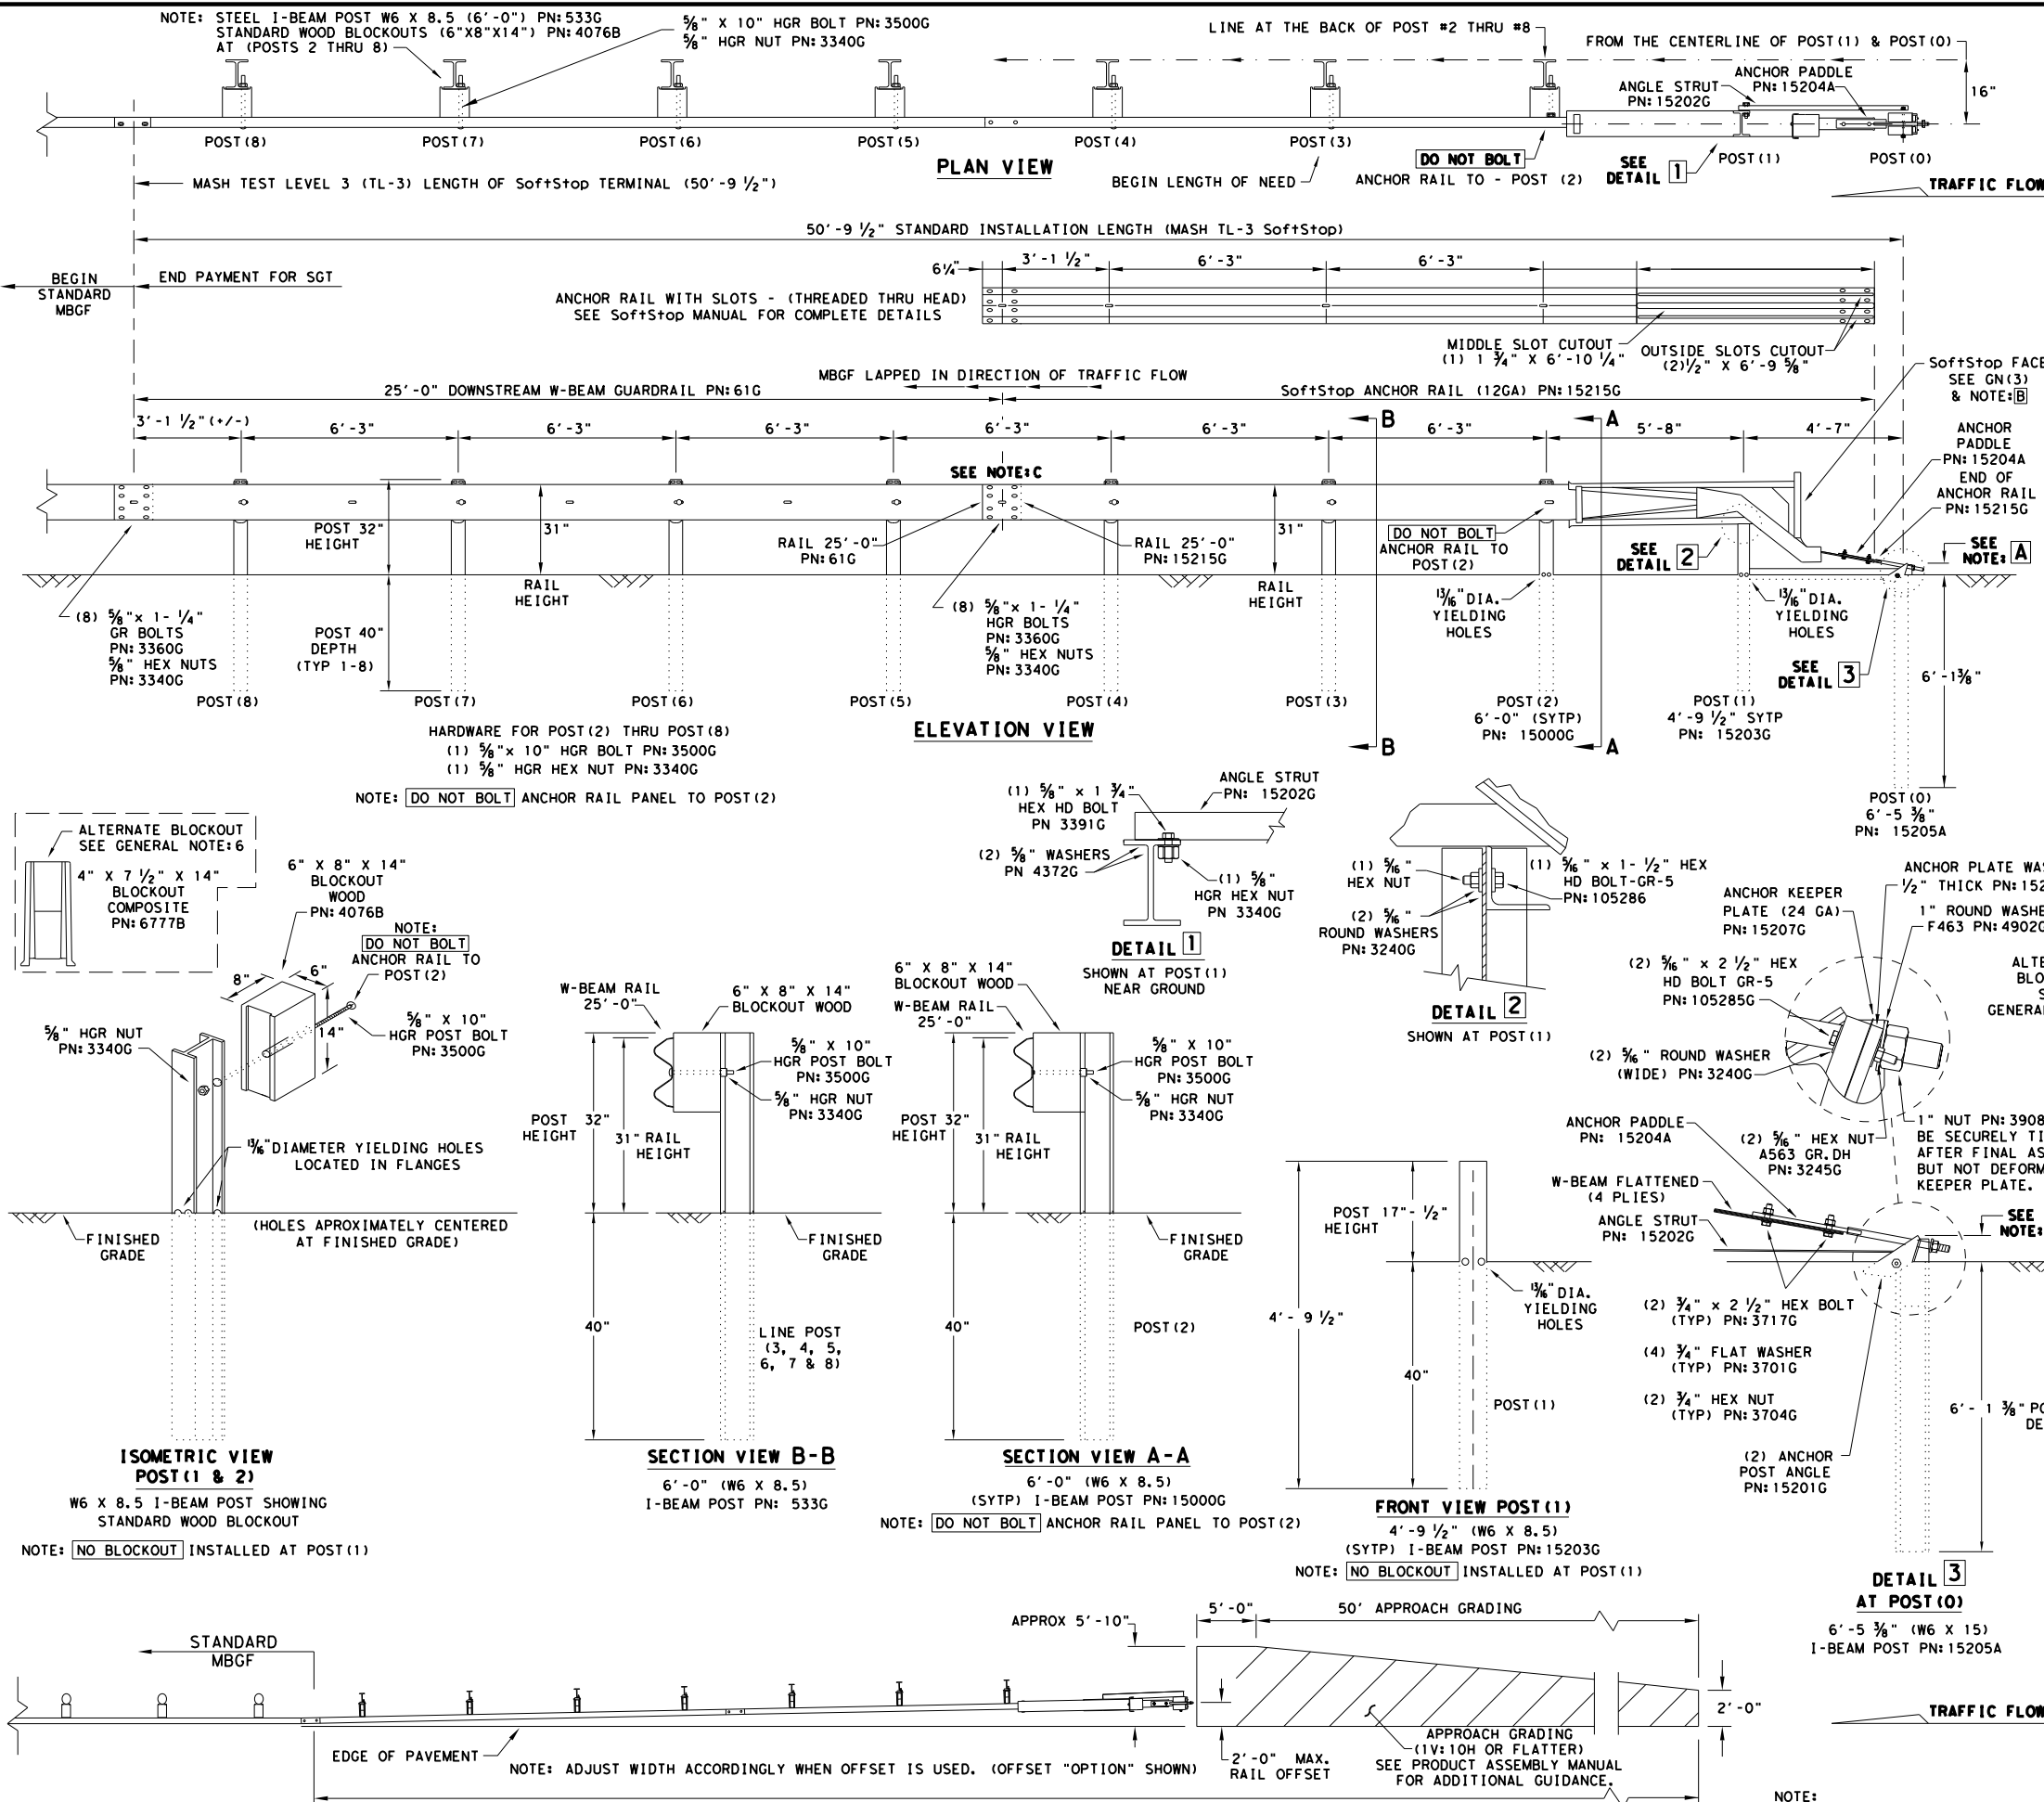 NOTE: STEEL I-BEAM POST W6 X 8.5 (6'-0") PN:533G
STANDARD WOOD BLOCKOUTS (6"X8"X14") PN:4076B
AT (POSTS 2 THRU 8)
5/8" X 10" HGR BOLT PN:3500G
5/8" HGR NUT PN:3340G
LINE AT THE BACK OF POST #2 THRU #8
FROM THE CENTERLINE OF POST(1) & POST(0)
ANGLE STRUT
PN:15202G
ANCHOR PADDLE
PN:15204A
16"
POST(8)
POST(7)
POST(6)
POST(5)
POST(4)
POST(3)
DO NOT BOLT
ANCHOR RAIL TO - POST (2)
SEE
DETAIL 1
POST(1)
POST(0)
PLAN VIEW
MASH TEST LEVEL 3 (TL-3) LENGTH OF SoftStop TERMINAL (50'-9 1/2")
BEGIN LENGTH OF NEED
TRAFFIC FLOW
50'-9 1/2" STANDARD INSTALLATION LENGTH (MASH TL-3 SoftStop)
BEGIN
STANDARD
MBGF
END PAYMENT FOR SGT
6 1/4"
3'-1 1/2"
6'-3"
6'-3"
ANCHOR RAIL WITH SLOTS - (THREADED THRU HEAD)
SEE SoftStop MANUAL FOR COMPLETE DETAILS
MIDDLE SLOT CUTOUT
(1) 1 3/4" X 6'-10 1/4"
OUTSIDE SLOTS CUTOUT
(2) 1/2" X 6'-9 5/8"
MBGF LAPPED IN DIRECTION OF TRAFFIC FLOW
25'-0" DOWNSTREAM W-BEAM GUARDRAIL PN:61G
SoftStop ANCHOR RAIL (12GA) PN:15215G
SoftStop FACE
SEE GN(3)
& NOTE:B
3'-1 1/2"(+/-)
6'-3"
6'-3"
6'-3"
6'-3"
6'-3"
6'-3"
5'-8"
4'-7"
B
A
ANCHOR
PADDLE
PN:15204A
END OF
ANCHOR RAIL
PN:15215G
SEE NOTE:C
POST 32"
HEIGHT
31"
RAIL
HEIGHT
RAIL 25'-0"
PN:61G
RAIL 25'-0"
PN:15215G
31"
RAIL
HEIGHT
DO NOT BOLT
ANCHOR RAIL TO
POST(2)
SEE
DETAIL 2
SEE
NOTE: A
(8) 5/8"x 1- 1/4"
GR BOLTS
PN:3360G
5/8" HEX NUTS
PN:3340G
POST 40"
DEPTH
(TYP 1-8)
(8) 5/8"x 1- 1/4"
HGR BOLTS
PN:3360G
5/8" HEX NUTS
PN:3340G
13/16"DIA.
YIELDING
HOLES
13/16"DIA.
YIELDING
HOLES
SEE
DETAIL 3
6'-1 3/8"
POST(8)
POST(7)
POST(6)
POST(5)
POST(4)
POST(3)
POST(2)
6'-0" (SYTP)
PN: 15000G
POST(1)
4'-9 1/2" SYTP
PN: 15203G
B
A
HARDWARE FOR POST(2) THRU POST(8)
(1) 5/8"x 10" HGR BOLT PN:3500G
(1) 5/8" HGR HEX NUT PN:3340G
ELEVATION VIEW
NOTE: DO NOT BOLT ANCHOR RAIL PANEL TO POST(2)
POST(0)
6'-5 3/8"
PN: 15205A
ALTERNATE BLOCKOUT
SEE GENERAL NOTE:6
4" X 7 1/2" X 14"
BLOCKOUT
COMPOSITE
PN:6777B
6" X 8" X 14"
BLOCKOUT
WOOD
PN:4076B
NOTE:
DO NOT BOLT
ANCHOR RAIL TO
POST(2)
8"
6"
14"
5/8" X 10"
HGR POST BOLT
PN:3500G
5/8" HGR NUT
PN:3340G
13/16"DIAMETER YIELDING HOLES
LOCATED IN FLANGES
FINISHED
GRADE
(HOLES APROXIMATELY CENTERED
AT FINISHED GRADE)
ISOMETRIC VIEW
POST(1 & 2)
W6 X 8.5 I-BEAM POST SHOWING
STANDARD WOOD BLOCKOUT
NOTE: NO BLOCKOUT INSTALLED AT POST(1)
(1) 5/8" x 1 3/4"
HEX HD BOLT
PN 3391G
ANGLE STRUT
PN: 15202G
(2) 5/8" WASHERS
PN 4372G
(1) 5/8"
HGR HEX NUT
PN 3340G
DETAIL 1
SHOWN AT POST(1)
NEAR GROUND
(1) 5/16"
HEX NUT
(2) 5/16"
ROUND WASHERS
PN:3240G
(1) 5/16" x 1- 1/2" HEX
HD BOLT-GR-5
PN:105286
DETAIL 2
SHOWN AT POST(1)
ANCHOR PLATE WA
1/2" THICK PN:15
ANCHOR KEEPER
PLATE (24 GA)
PN:15207G
1" ROUND WASHE
F463 PN:4902
(2) 5/16" x 2 1/2" HEX
HD BOLT GR-5
PN:105285G
ALTE
BLO
S
GENERA
(2) 5/16" ROUND WASHER
(WIDE) PN:3240G
(2) 5/16" HEX NUT
A563 GR.DH
PN:3245G
1" NUT PN:3908
BE SECURELY TI
AFTER FINAL AS
BUT NOT DEFORM
KEEPER PLATE.
W-BEAM RAIL
25'-0"
6" X 8" X 14"
BLOCKOUT WOOD
5/8" X 10"
HGR POST BOLT
PN:3500G
5/8" HGR NUT
PN:3340G
POST 32"
HEIGHT
31" RAIL
HEIGHT
FINISHED
GRADE
40"
LINE POST
(3, 4, 5,
6, 7 & 8)
SECTION VIEW B-B
6'-0" (W6 X 8.5)
I-BEAM POST PN: 533G
6" X 8" X 14"
BLOCKOUT WOOD
W-BEAM RAIL
25'-0"
5/8" X 10"
HGR POST BOLT
PN:3500G
5/8" HGR NUT
PN:3340G
POST 32"
HEIGHT
31" RAIL
HEIGHT
FINISHED
GRADE
40"
POST(2)
SECTION VIEW A-A
6'-0" (W6 X 8.5)
(SYTP) I-BEAM POST PN:15000G
NOTE: DO NOT BOLT ANCHOR RAIL PANEL TO POST(2)
POST 17"- 1/2"
HEIGHT
4'- 9 1/2"
40"
13/16"DIA.
YIELDING
HOLES
POST(1)
FRONT VIEW POST(1)
4'-9 1/2" (W6 X 8.5)
(SYTP) I-BEAM POST PN:15203G
NOTE: NO BLOCKOUT INSTALLED AT POST(1)
ANCHOR PADDLE
PN: 15204A
W-BEAM FLATTENED
(4 PLIES)
ANGLE STRUT
PN: 15202G
SEE
NOTE:
(2) 3/4" x 2 1/2" HEX BOLT
(TYP) PN:3717G
(4) 3/4" FLAT WASHER
(TYP) PN:3701G
(2) 3/4" HEX NUT
(TYP) PN:3704G
(2) ANCHOR
POST ANGLE
PN:15201G
6'- 1 3/8" PO
DE
DETAIL 3
AT POST(0)
6'-5 3/8" (W6 X 15)
I-BEAM POST PN:15205A
STANDARD
MBGF
APPROX 5'-10"
5'-0"
50' APPROACH GRADING
2'-0"
TRAFFIC FLOW
EDGE OF PAVEMENT
NOTE: ADJUST WIDTH ACCORDINGLY WHEN OFFSET IS USED. (OFFSET "OPTION" SHOWN)
2'-0" MAX.
RAIL OFFSET
APPROACH GRADING
(1V:10H OR FLATTER)
SEE PRODUCT ASSEMBLY MANUAL
FOR ADDITIONAL GUIDANCE.
NOTE: